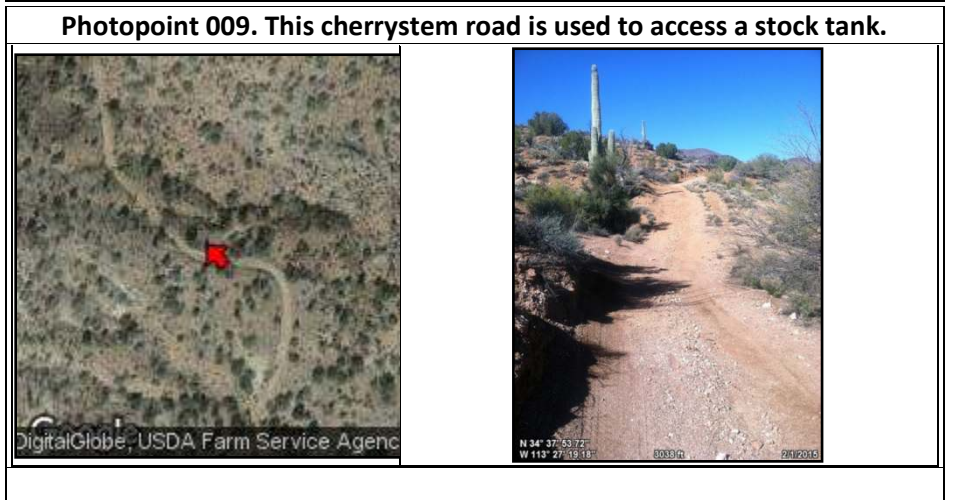 Photopoint 009. This cherrystem road is used to access a stock tank.
Google
DigitalGlobe, USDA Farm Service Agenc
N 34° 37' 53.72"
W 113° 27' 19.18" 3038 ft 2/1/2015